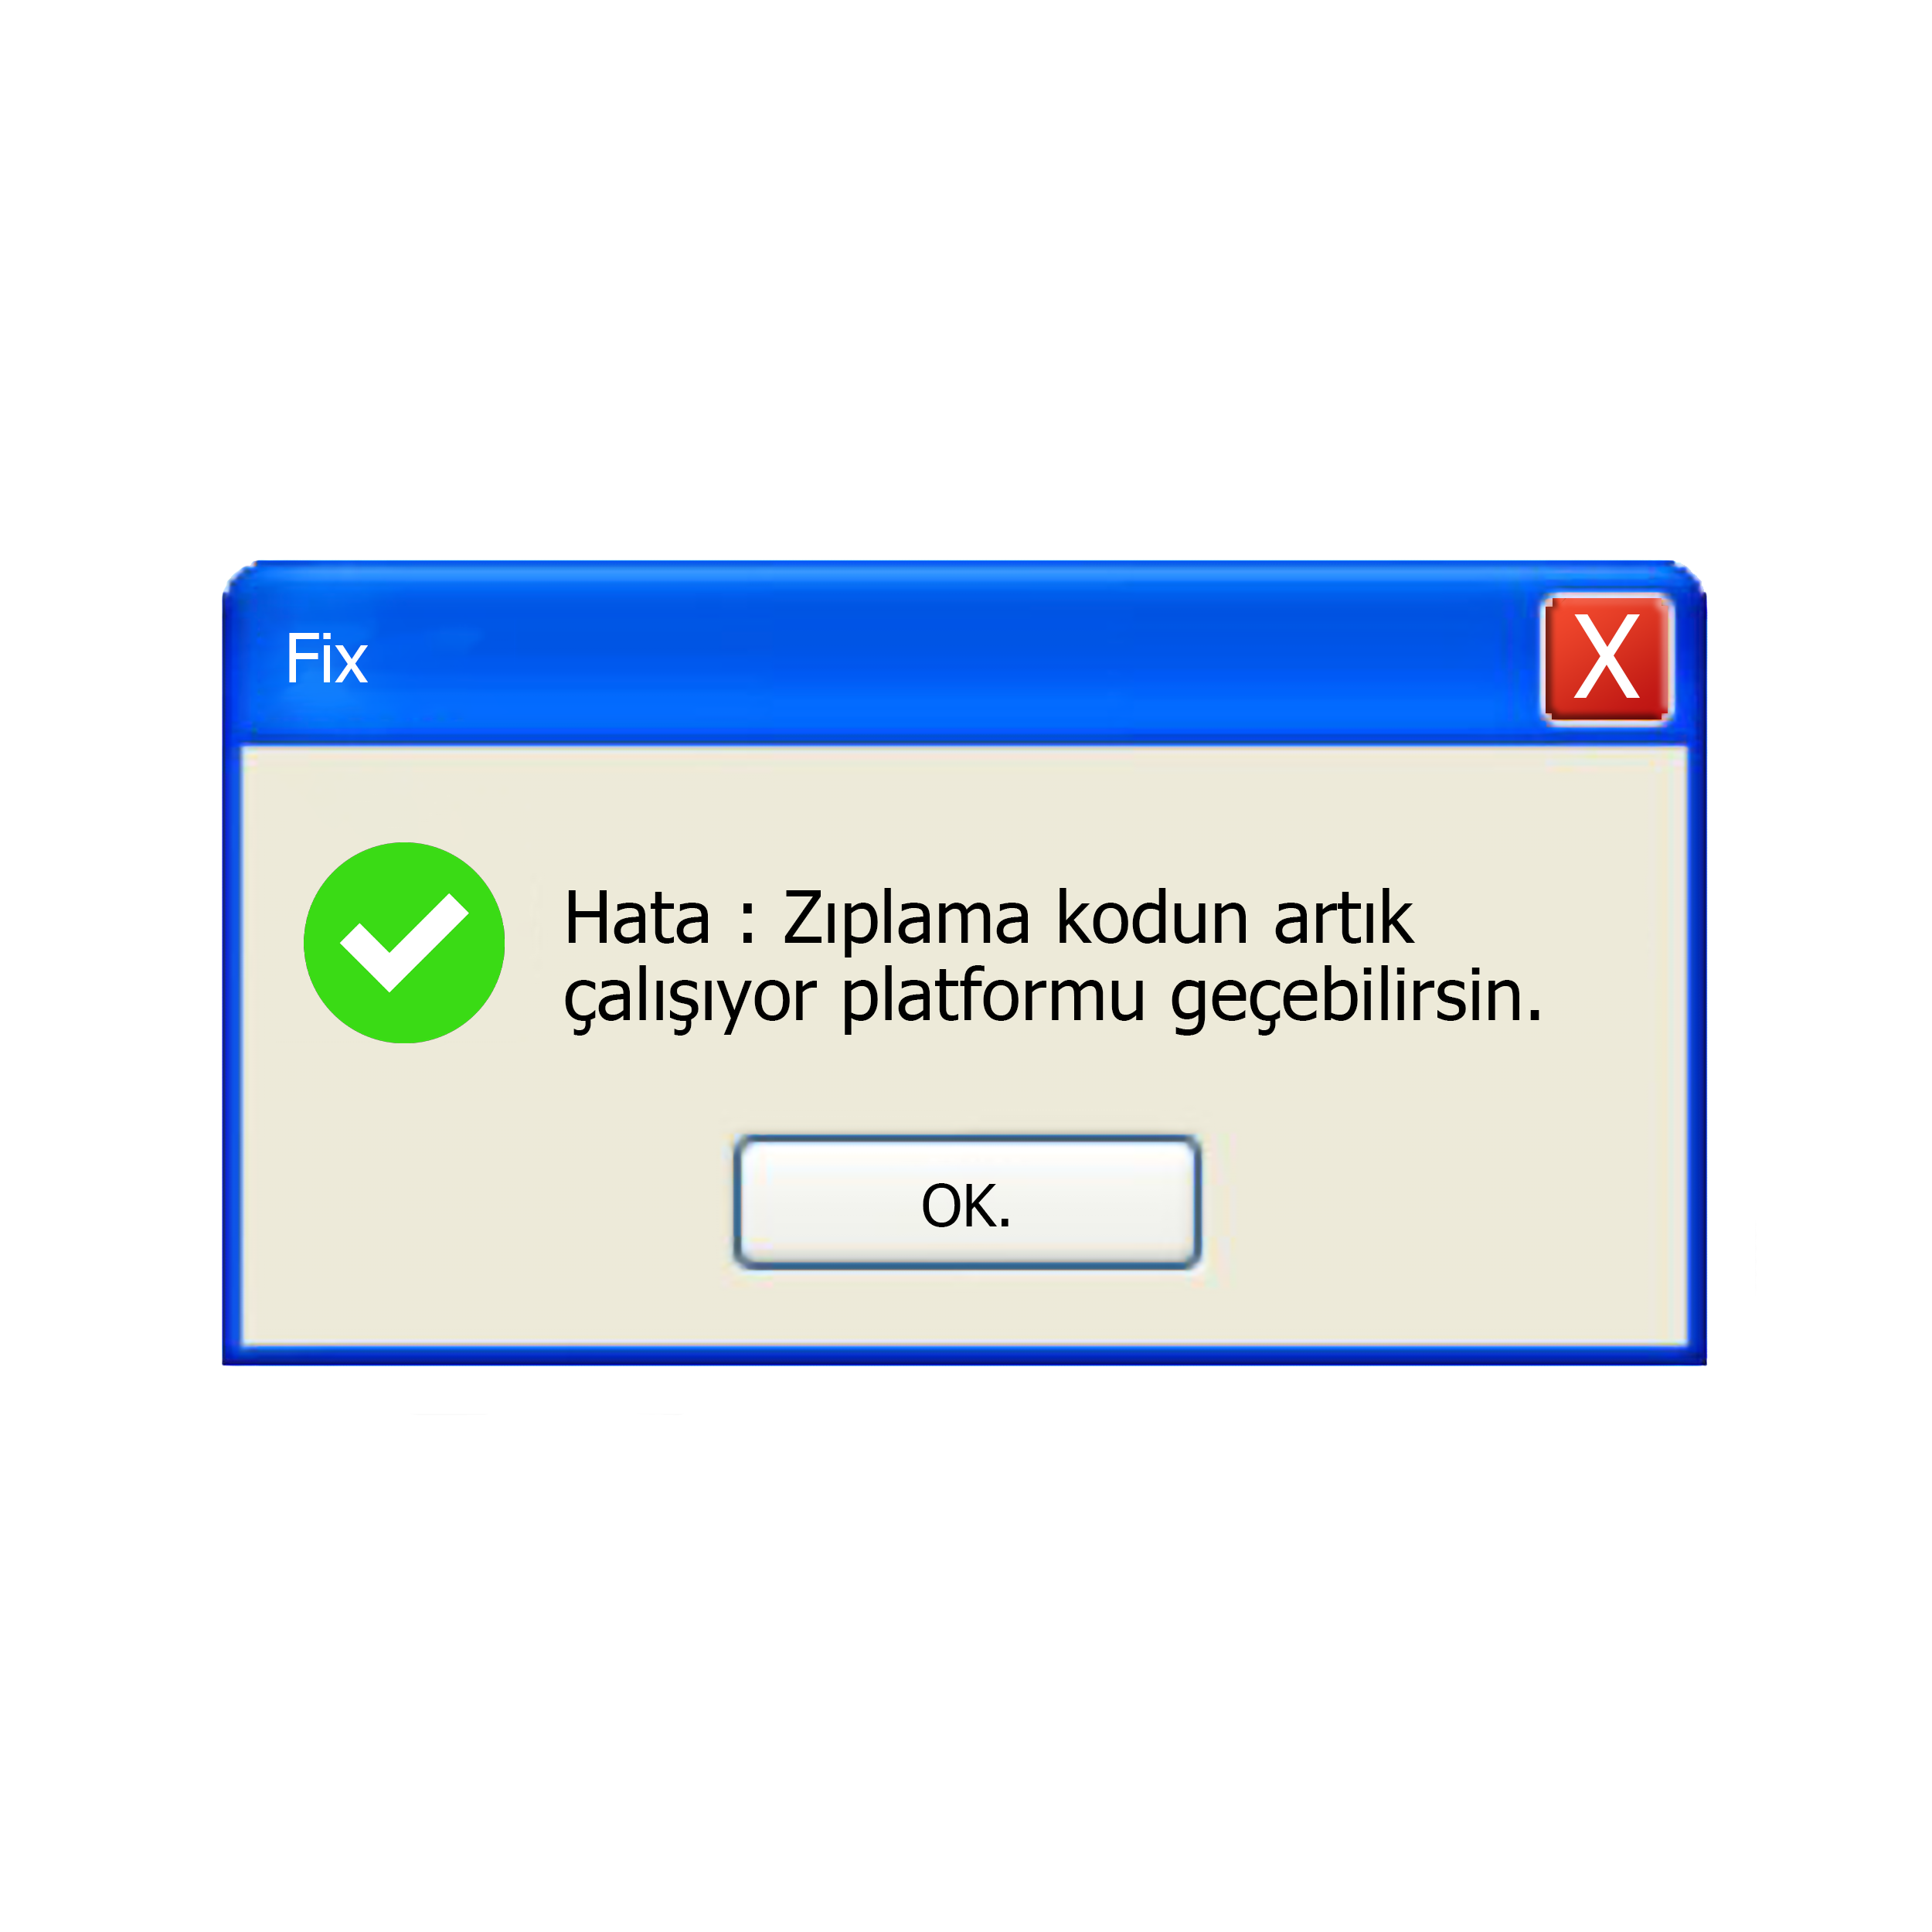 Fix
X
Hata : Zıplama kodun artık
çalışıyor platformu geçebilirsin.
OK.